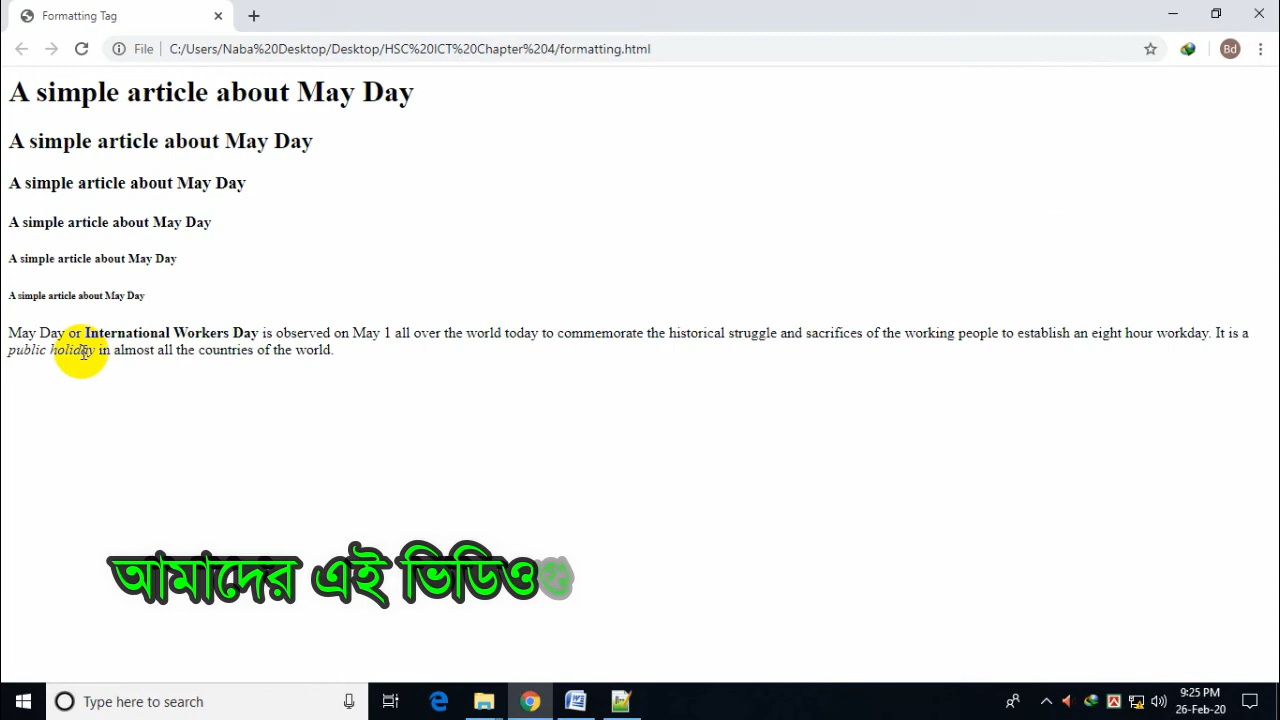 Formatting Tag
File C:/Users/Naba%20Desktop/Desktop/HSC%20ICT%20Chapter%204/formatting.html
Bd
A simple article about May Day
A simple article about May Day
A simple article about May Day
A simple article about May Day
A simple article about May Day
A simple article about May Day
May Day or International Workers Day is observed on May 1 all over the world today to commemorate the historical struggle and sacrifices of the working people to establish an eight hour workday. It is a
public holiday in almost all the countries of the world.
আমাদের এই ভিডিওগু
Type here to search
9:25 PM
26-Feb-20